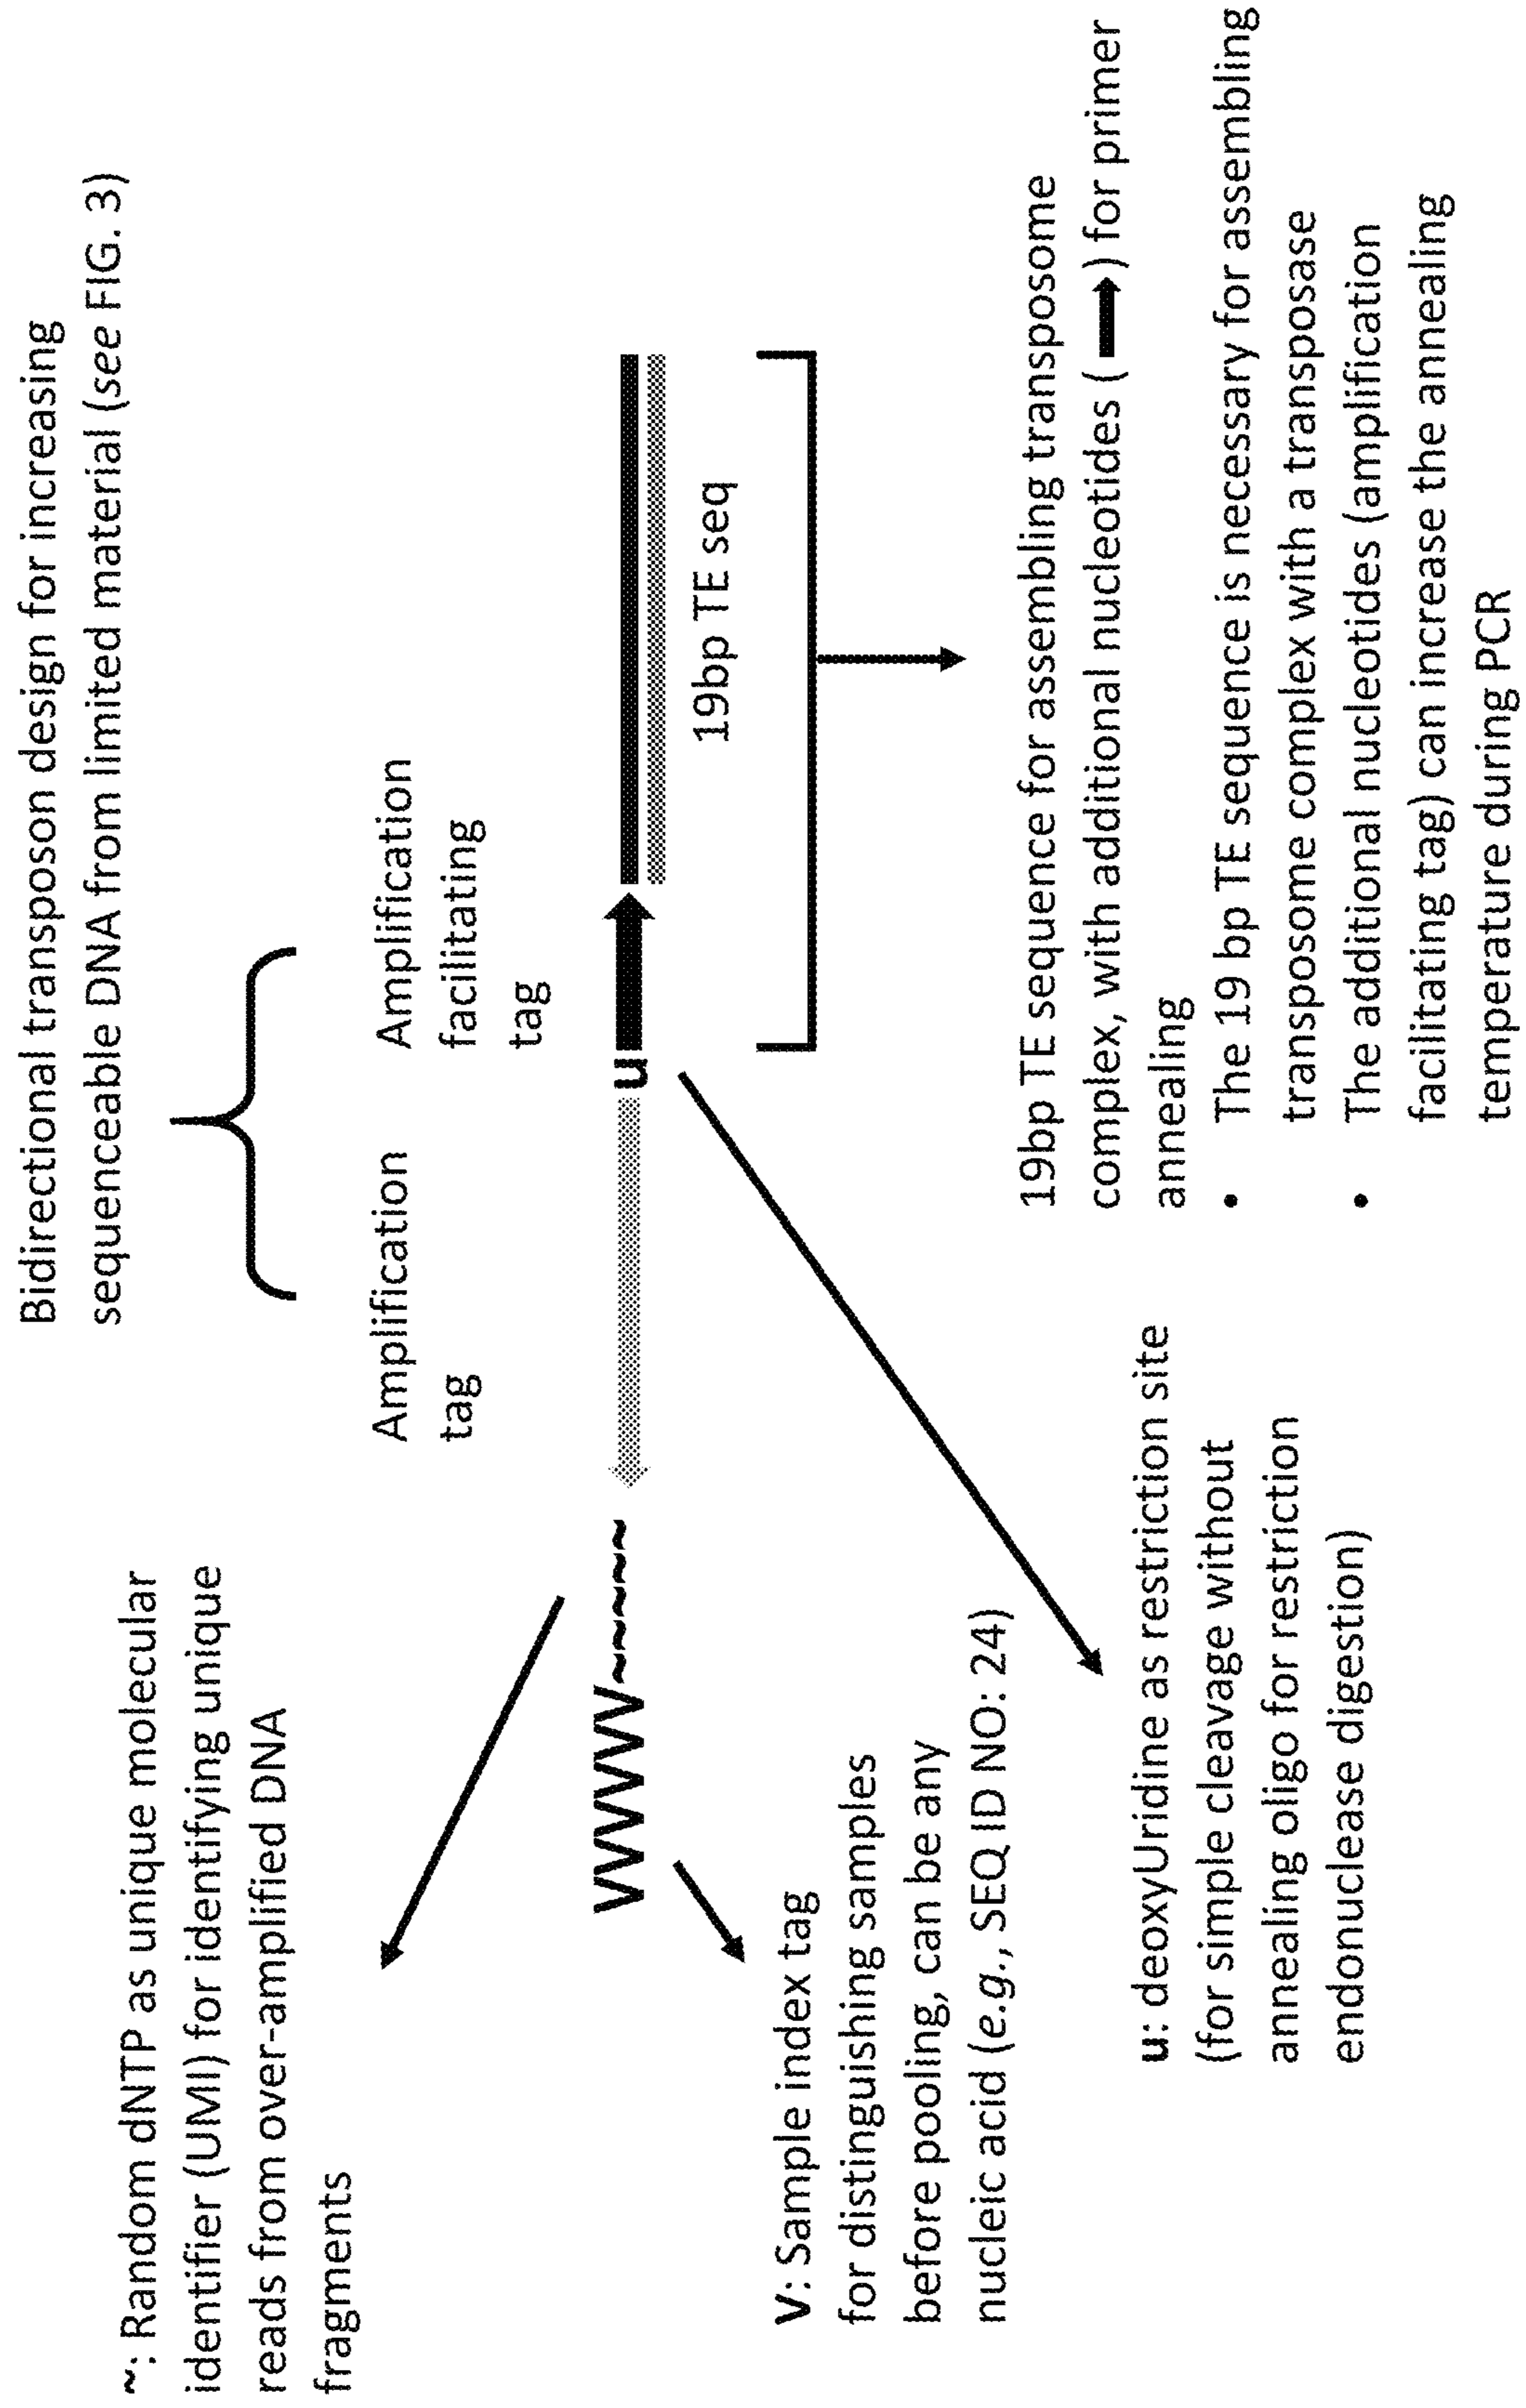 Bidirectional transposon design for increasing
sequenceable DNA from limited material (see FIG. 3)
~: Random dNTP as unique molecular
identifier (UMI) for identifying unique
reads from over-amplified DNA
fragments
Amplification
tag
Amplification
facilitating
tag
VVVVVV~~~~~
u
19bp TE seq
V: Sample index tag
for distinguishing samples
before pooling, can be any
nucleic acid (e.g., SEQ ID NO: 24)
u: deoxyUridine as restriction site
(for simple cleavage without
annealing oligo for restriction
endonuclease digestion)
19bp TE sequence for assembling transposome
complex, with additional nucleotides ( ➡ ) for primer
annealing
• The 19 bp TE sequence is necessary for assembling
transposome complex with a transposase
• The additional nucleotides (amplification
facilitating tag) can increase the annealing
temperature during PCR